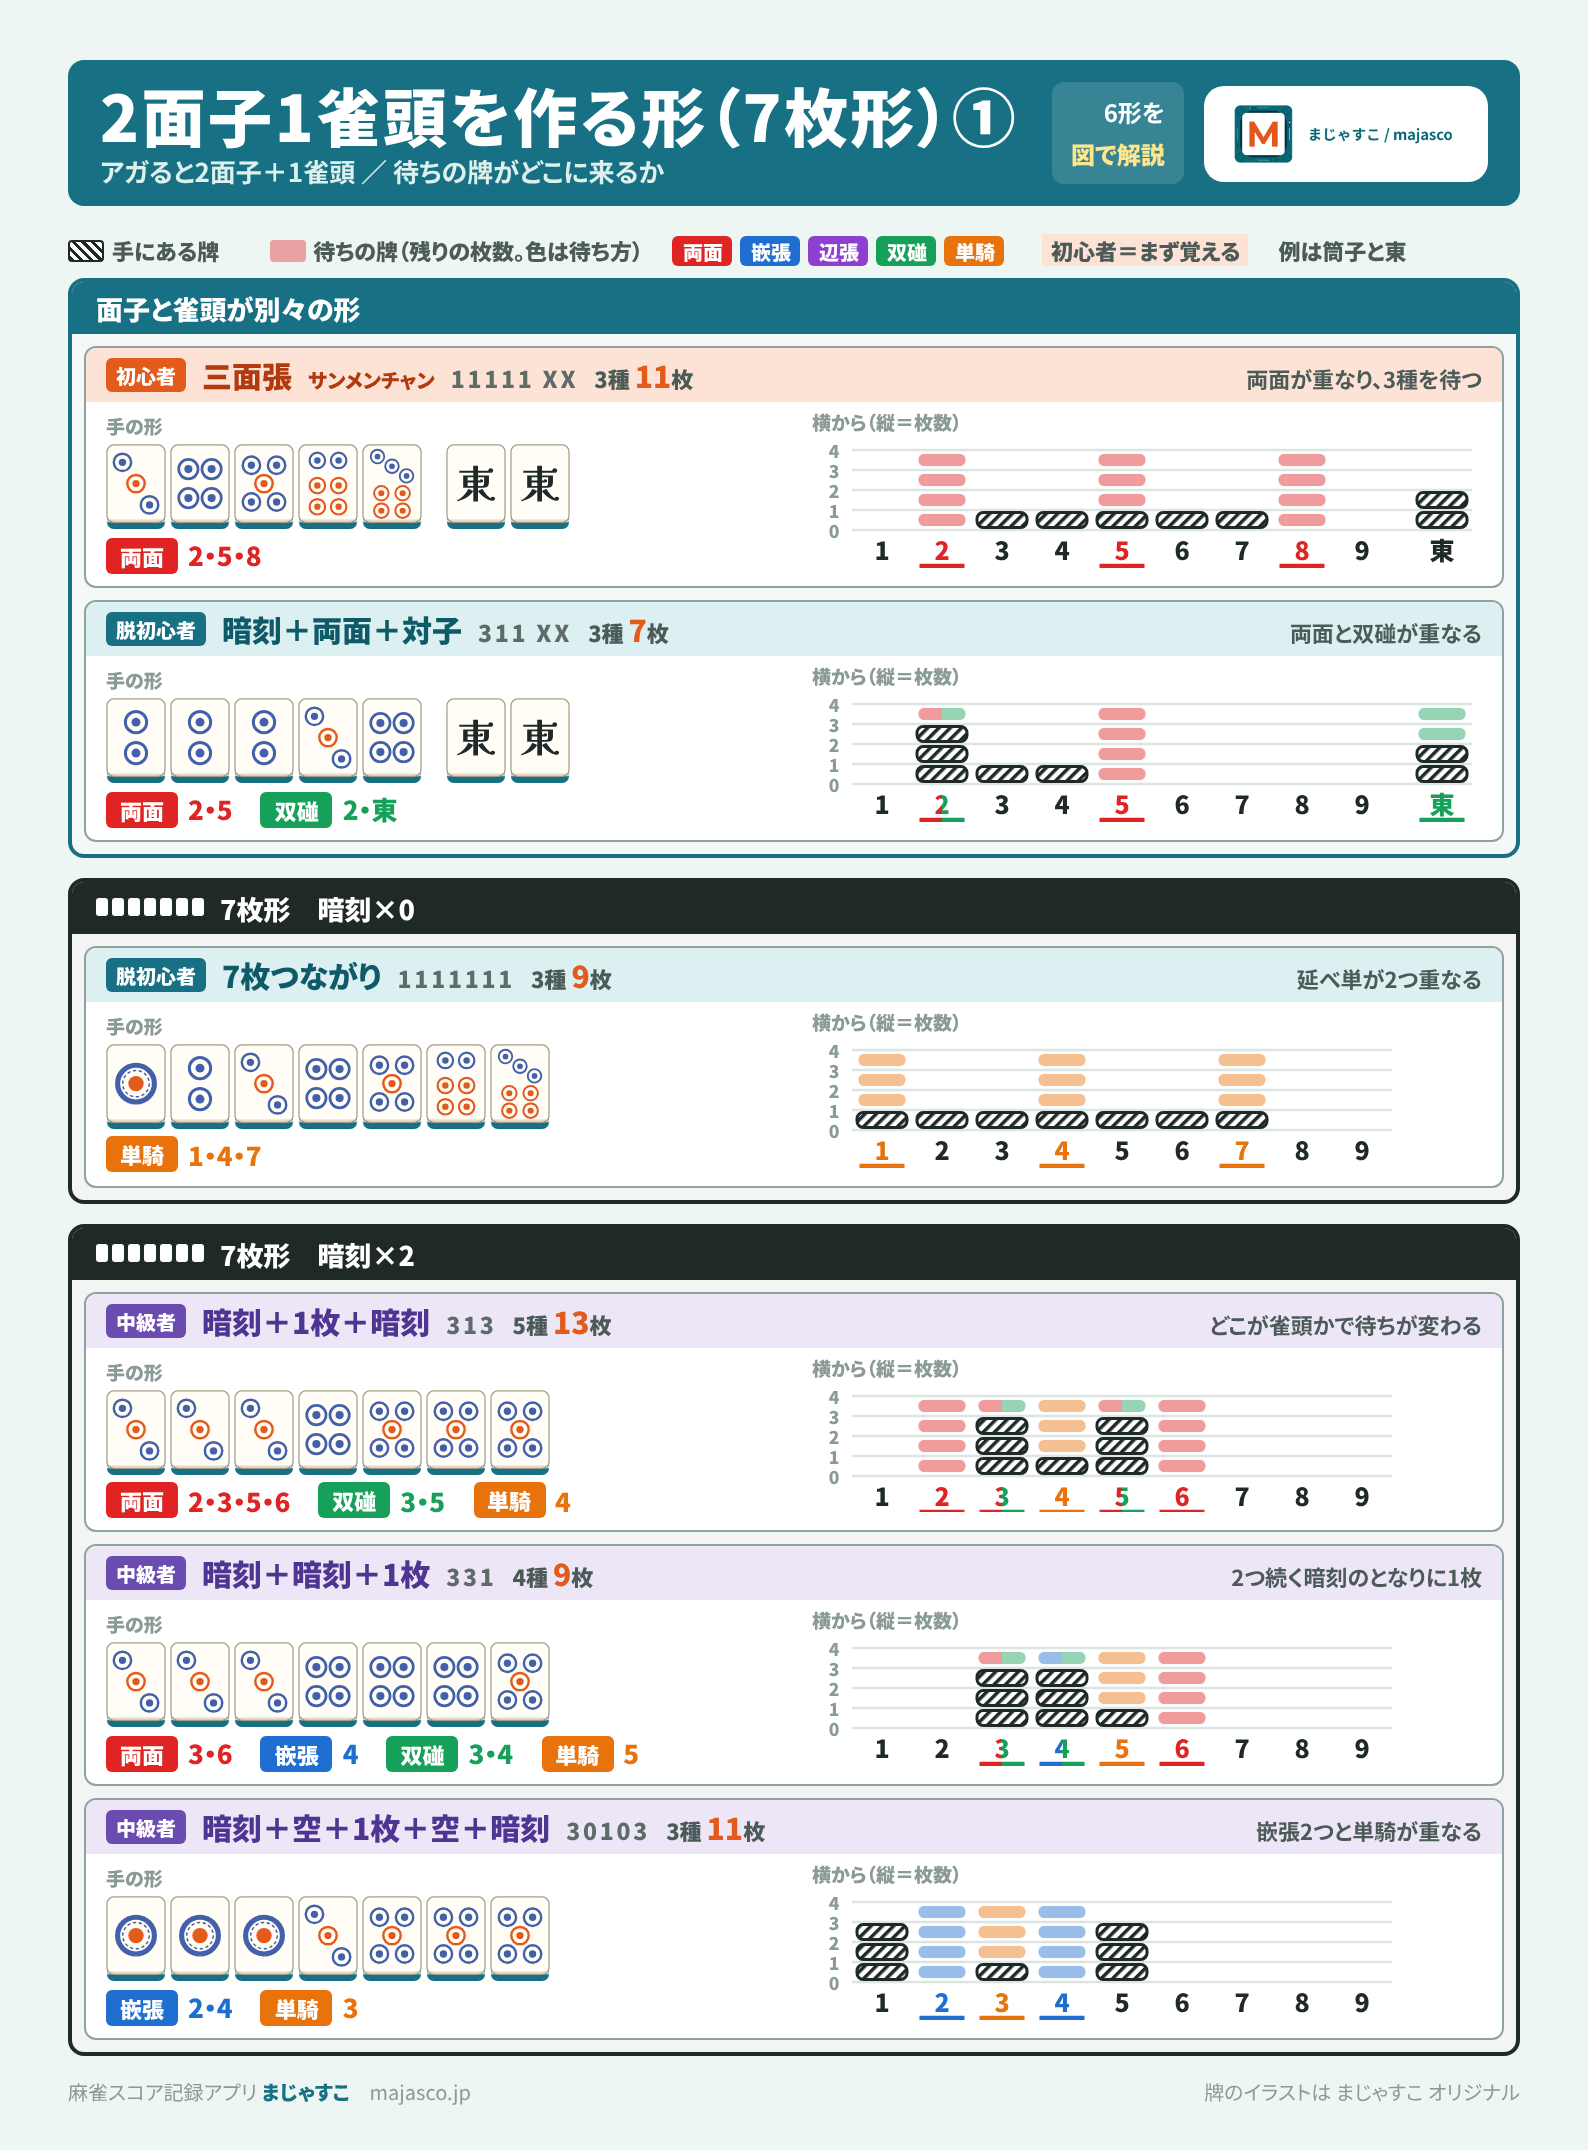 2面子1雀頭を作る形（7枚形）①
アガると2面子＋1雀頭 ／ 待ちの牌がどこに来るか
6形を
図で解説
M
まじゃすこ / majasco
手にある牌 待ちの牌（残りの枚数。色は待ち方） 両面 嵌張 辺張 双碰 単騎 初心者＝まず覚える 例は筒子と東
面子と雀頭が別々の形
初心者 三面張 サンメンチャン 11111 XX 3種 11枚 両面が重なり、3種を待つ
手の形
東 東
両面 2・5・8
横から（縦＝枚数）
4
3
2
1
0
1 2 3 4 5 6 7 8 9 東
脱初心者 暗刻＋両面＋対子 311 XX 3種 7枚 両面と双碰が重なる
手の形
東 東
両面 2・5 双碰 2・東
横から（縦＝枚数）
4
3
2
1
0
1 2 3 4 5 6 7 8 9 東
7枚形 暗刻×0
脱初心者 7枚つながり 1111111 3種 9枚 延べ単が2つ重なる
手の形
単騎 1・4・7
横から（縦＝枚数）
4
3
2
1
0
1 2 3 4 5 6 7 8 9
7枚形 暗刻×2
中級者 暗刻＋1枚＋暗刻 313 5種 13枚 どこが雀頭かで待ちが変わる
手の形
両面 2・3・5・6 双碰 3・5 単騎 4
横から（縦＝枚数）
4
3
2
1
0
1 2 3 4 5 6 7 8 9
中級者 暗刻＋暗刻＋1枚 331 4種 9枚 2つ続く暗刻のとなりに1枚
手の形
両面 3・6 嵌張 4 双碰 3・4 単騎 5
横から（縦＝枚数）
4
3
2
1
0
1 2 3 4 5 6 7 8 9
中級者 暗刻＋空＋1枚＋空＋暗刻 30103 3種 11枚 嵌張2つと単騎が重なる
手の形
嵌張 2・4 単騎 3
横から（縦＝枚数）
4
3
2
1
0
1 2 3 4 5 6 7 8 9
麻雀スコア記録アプリ まじゃすこ majasco.jp 牌のイラストは まじゃすこ オリジナル